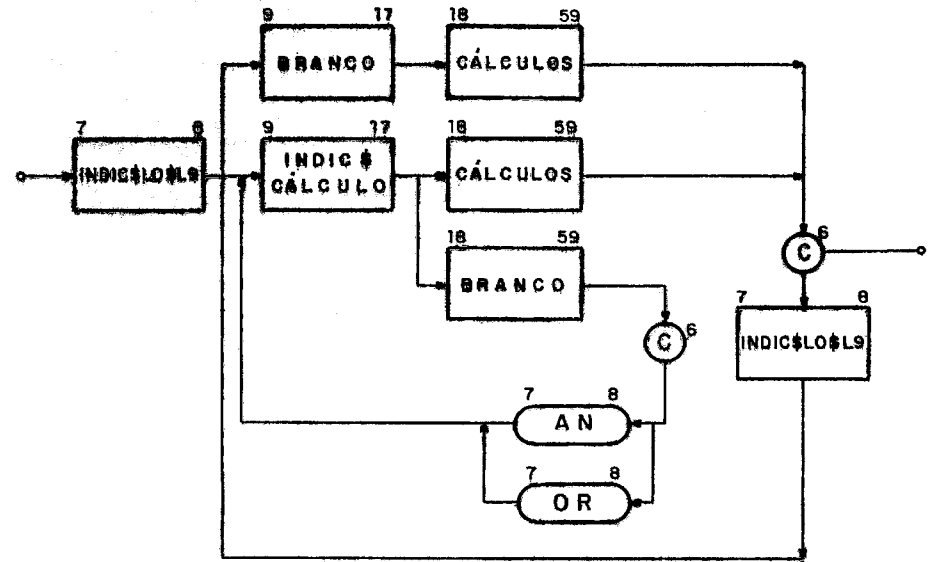 9 17 18 59
BRANCO CÁLCULOS
7 8 9 17 18 59
INDIC$LO$L9 INDIC$ CÁLCULOS
CÁLCULO
18 59 6
BRANCO C
7 8
6
C INDIC$LO$L9
7 8
AN
7 8
OR